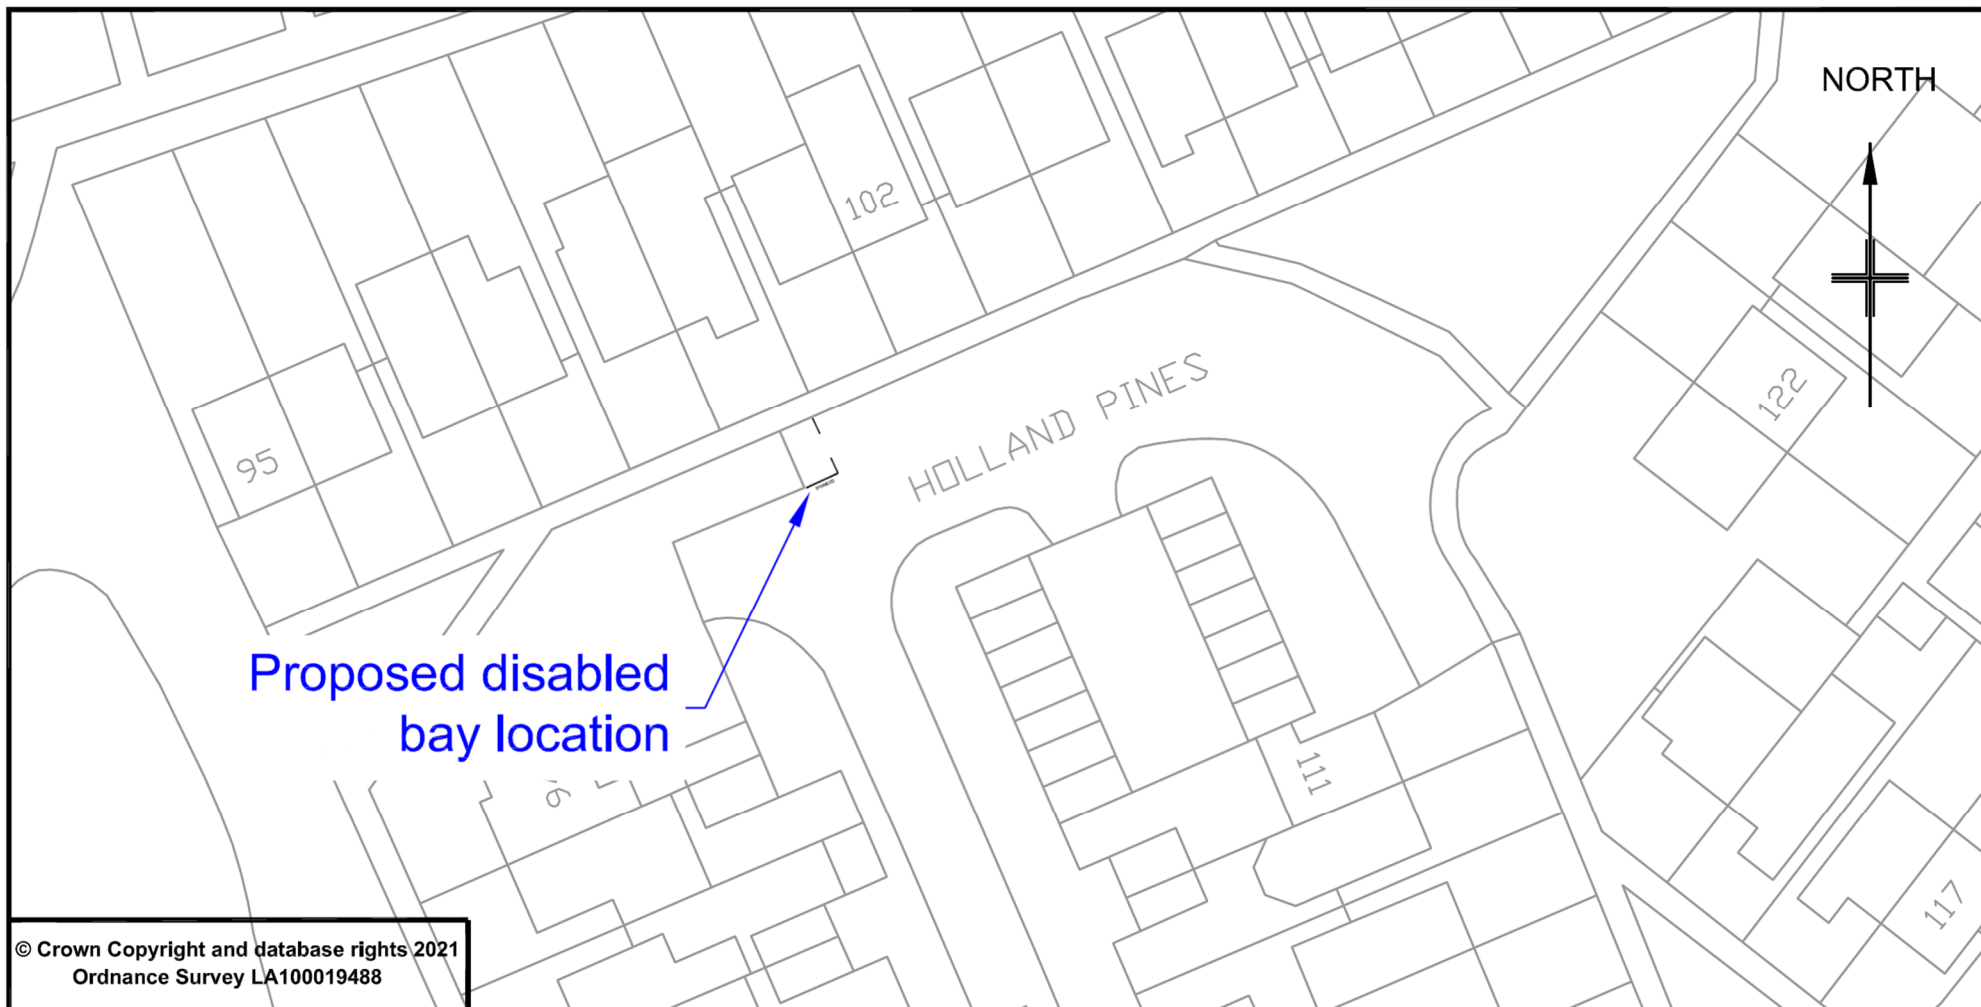 NORTH
102
HOLLAND PINES
122
95
Proposed disabled
bay location
111
117
© Crown Copyright and database rights 2021
Ordnance Survey LA100019488